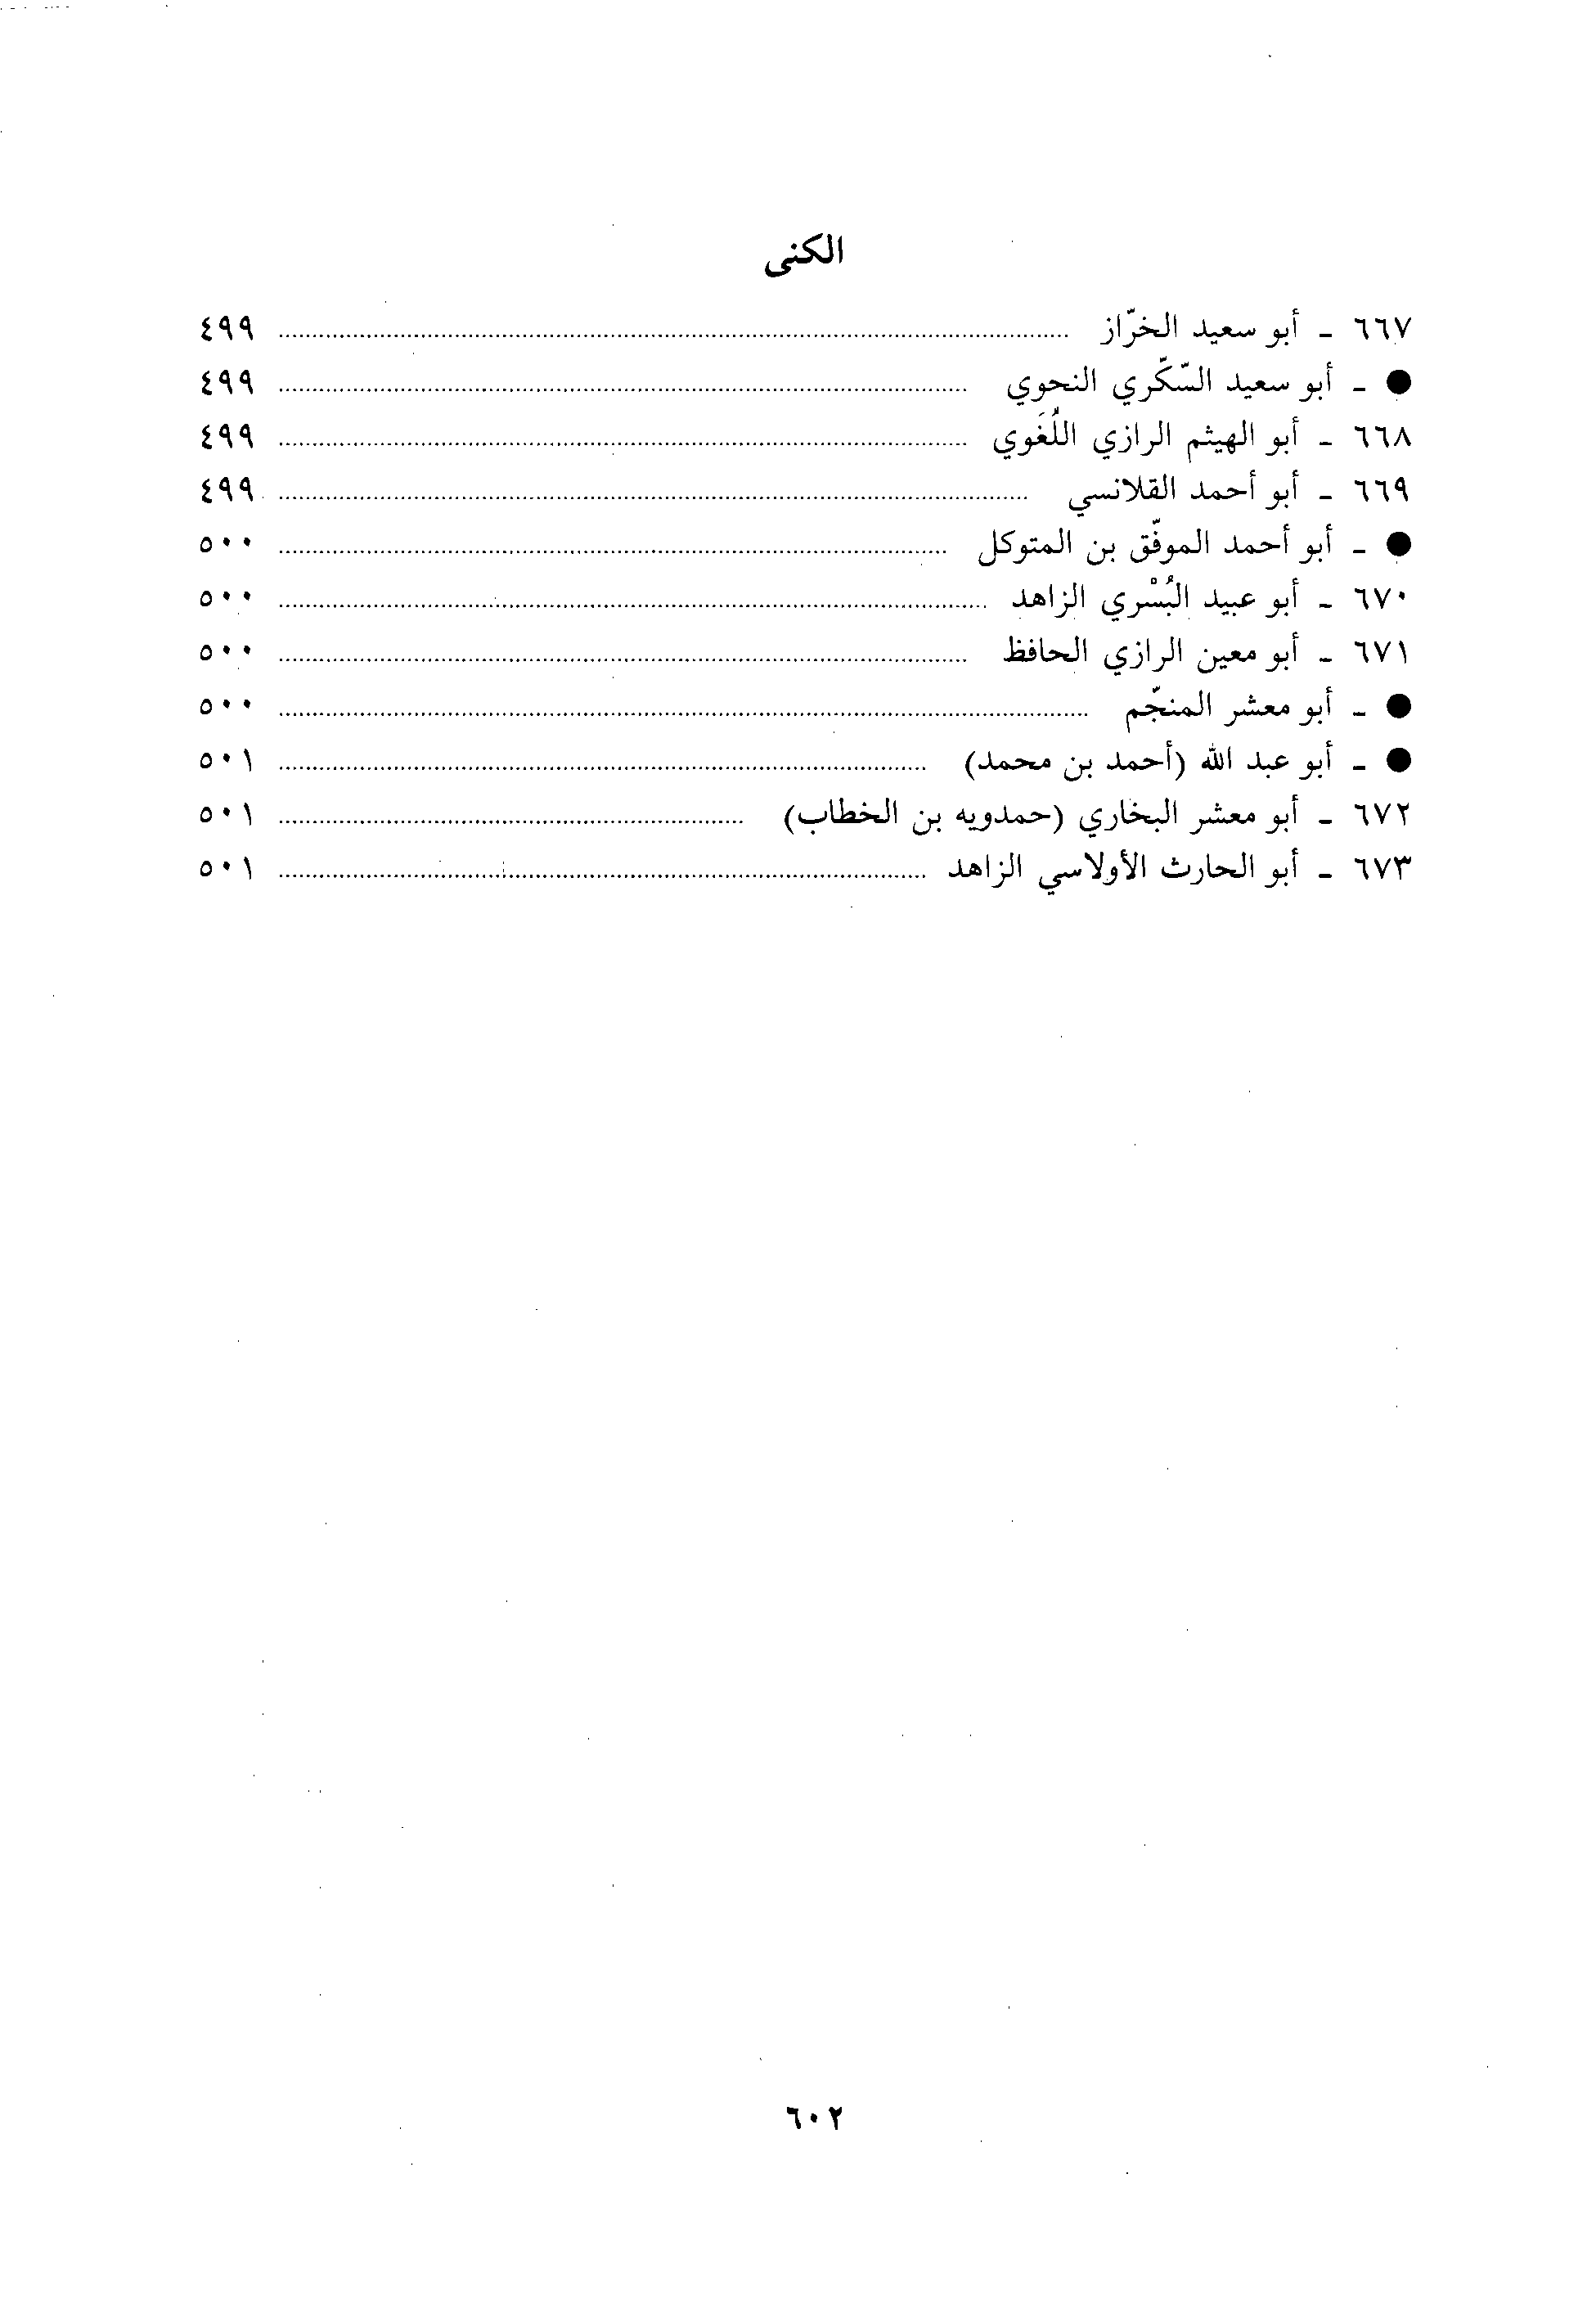 الكنى
٦٦٧ ـ أبو سعيد الخرّاز ........ ٤٩٩
● ـ أبو سعيد السّكّري النحوي ........ ٤٩٩
٦٦٨ ـ أبو الهيثم الرازي اللُغَوي ........ ٤٩٩
٦٦٩ ـ أبو أحمد القلانسي ........ ٤٩٩
● ـ أبو أحمد الموفّق بن المتوكل ........ ٥٠٠
٦٧٠ ـ أبو عبيد البُسْري الزاهد ........ ٥٠٠
٦٧١ ـ أبو معين الرازي الحافظ ........ ٥٠٠
● ـ أبو معشر المنجّم ........ ٥٠٠
● ـ أبو عبد الله (أحمد بن محمد) ........ ٥٠١
٦٧٢ ـ أبو معشر البخاري (حمدويه بن الخطاب) ........ ٥٠١
٦٧٣ ـ أبو الحارث الأولاسي الزاهد ........ ٥٠١
٦٠٢